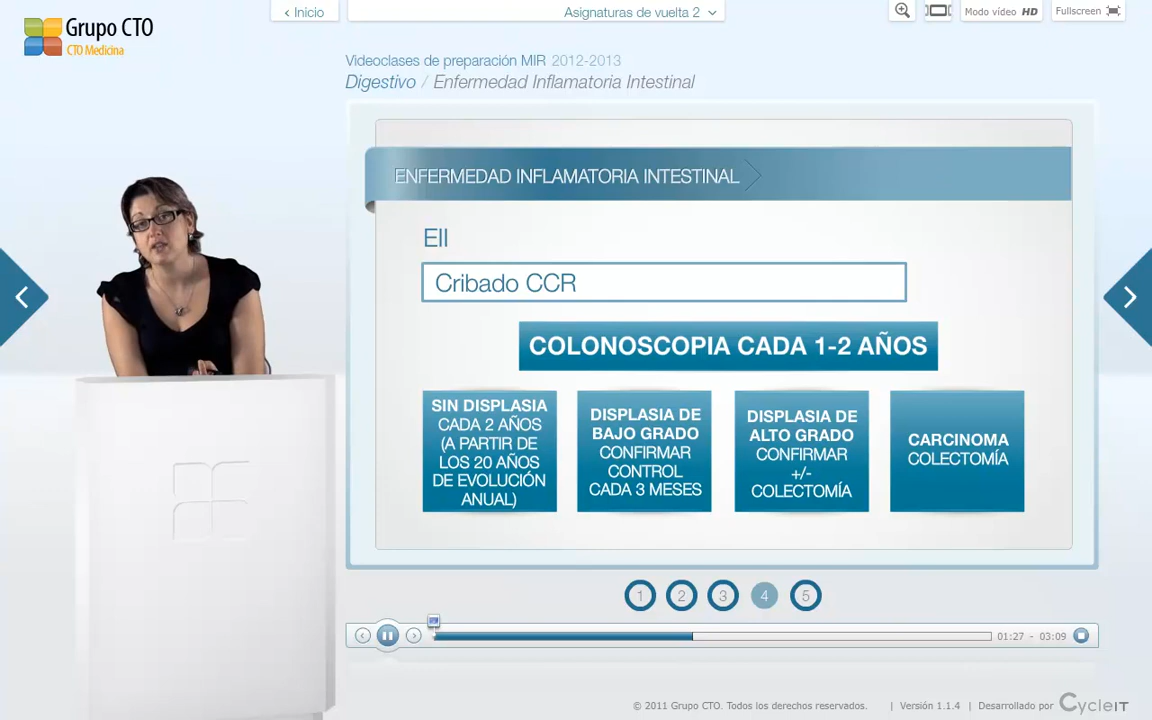 ‹ Inicio
Asignaturas de vuelta 2
Modo vídeo HD
Fullscreen
Grupo CTO
CTO Medicina
Videoclases de preparación MIR 2012-2013
Digestivo / Enfermedad Inflamatoria Intestinal
ENFERMEDAD INFLAMATORIA INTESTINAL
EII
Cribado CCR
COLONOSCOPIA CADA 1-2 AÑOS
SIN DISPLASIA
CADA 2 AÑOS
(A PARTIR DE
LOS 20 AÑOS
DE EVOLUCIÓN
ANUAL)
DISPLASIA DE
BAJO GRADO
CONFIRMAR
CONTROL
CADA 3 MESES
DISPLASIA DE
ALTO GRADO
CONFIRMAR
+/-
COLECTOMÍA
CARCINOMA
COLECTOMÍA
1 2 3 4 5
01:27 - 03:09
© 2011 Grupo CTO. Todos los derechos reservados. | Versión 1.1.4 | Desarrollado por CycleIT